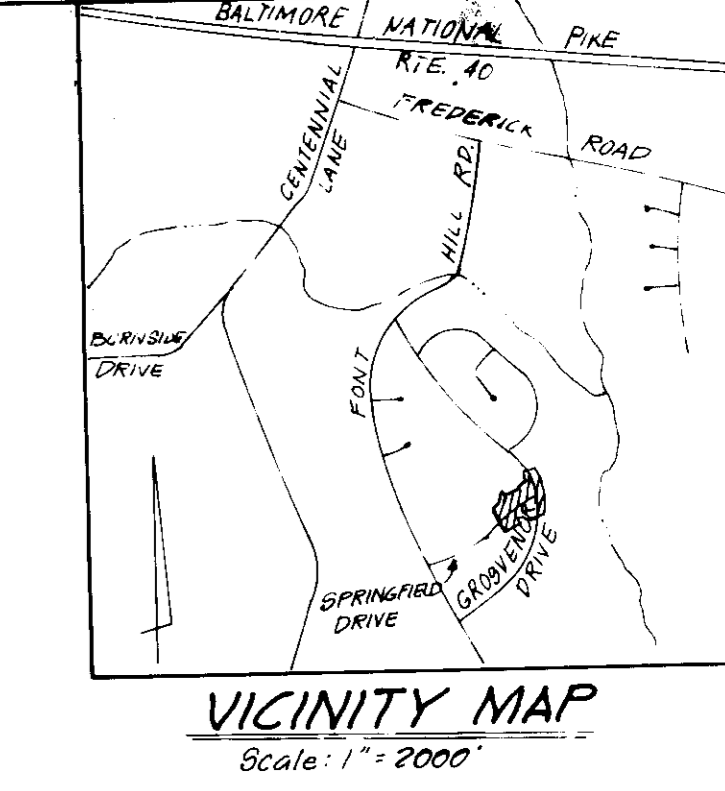 BALTIMORE NATIONAL PIKE
RTE. 40
FREDERICK ROAD
CENTENNIAL
LANE
HILL RD.
BURNSIDE
DRIVE
FONT
SPRINGFIELD
DRIVE
GROSVENOR
DRIVE
VICINITY MAP
Scale: 1" = 2000'